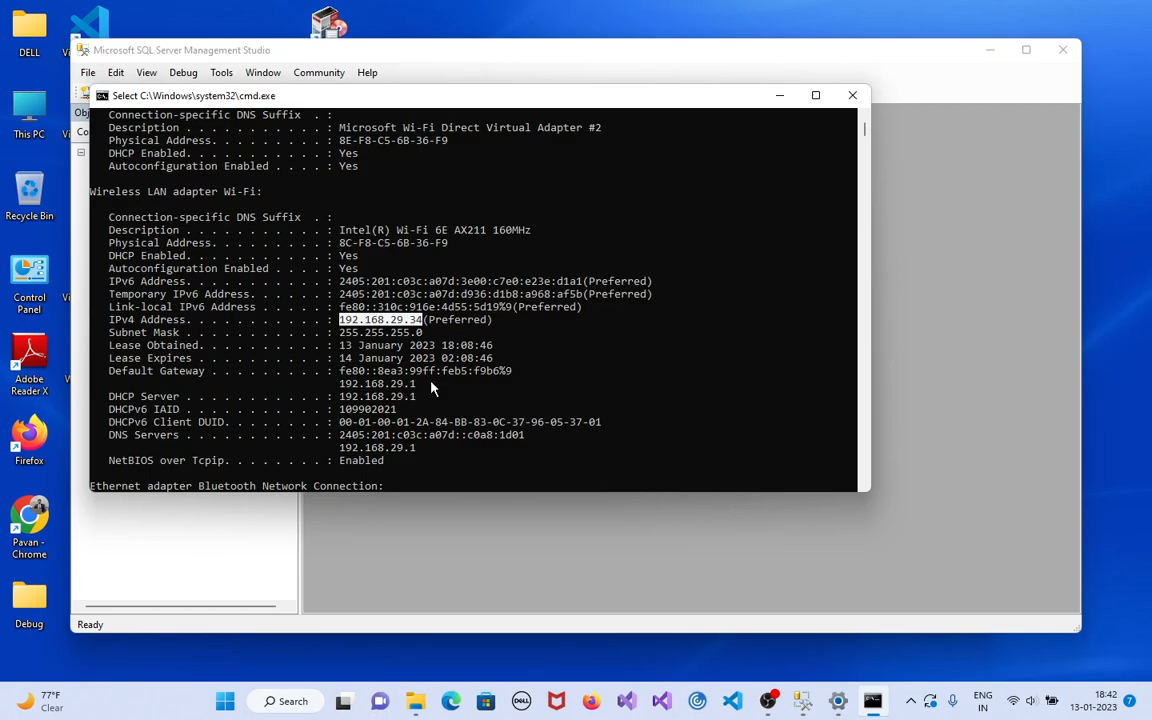 DELL
This PC
Recycle Bin
Control
Panel
Adobe
Reader X
Firefox
Pavan -
Chrome
Debug
Microsoft SQL Server Management Studio
File Edit View Debug Tools Window Community Help
Select C:\Windows\system32\cmd.exe
Connection-specific DNS Suffix . :
Description . . . . . . . . . . . : Microsoft Wi-Fi Direct Virtual Adapter #2
Physical Address. . . . . . . . . : 8E-F8-C5-6B-36-F9
DHCP Enabled. . . . . . . . . . . : Yes
Autoconfiguration Enabled . . . . : Yes
Wireless LAN adapter Wi-Fi:
Connection-specific DNS Suffix . :
Description . . . . . . . . . . . : Intel(R) Wi-Fi 6E AX211 160MHz
Physical Address. . . . . . . . . : 8C-F8-C5-6B-36-F9
DHCP Enabled. . . . . . . . . . . : Yes
Autoconfiguration Enabled . . . . : Yes
IPv6 Address. . . . . . . . . . . : 2405:201:c03c:a07d:3e00:c7e0:e23e:d1a1(Preferred)
Temporary IPv6 Address. . . . . . : 2405:201:c03c:a07d:d936:d1b8:a968:af5b(Preferred)
Link-local IPv6 Address . . . . . : fe80::310c:916e:4d55:5d19%9(Preferred)
IPv4 Address. . . . . . . . . . . : 192.168.29.34(Preferred)
Subnet Mask . . . . . . . . . . . : 255.255.255.0
Lease Obtained. . . . . . . . . . : 13 January 2023 18:08:46
Lease Expires . . . . . . . . . . : 14 January 2023 02:08:46
Default Gateway . . . . . . . . . : fe80::8ea3:99ff:feb5:f9b6%9
192.168.29.1
DHCP Server . . . . . . . . . . . : 192.168.29.1
DHCPv6 IAID . . . . . . . . . . . : 109902021
DHCPv6 Client DUID. . . . . . . . : 00-01-00-01-2A-84-BB-83-0C-37-96-05-37-01
DNS Servers . . . . . . . . . . . : 2405:201:c03c:a07d::c0a8:1d01
192.168.29.1
NetBIOS over Tcpip. . . . . . . . : Enabled
Ethernet adapter Bluetooth Network Connection:
Ready
77°F
Clear
Search
ENG
IN
18:42
13-01-2023
7